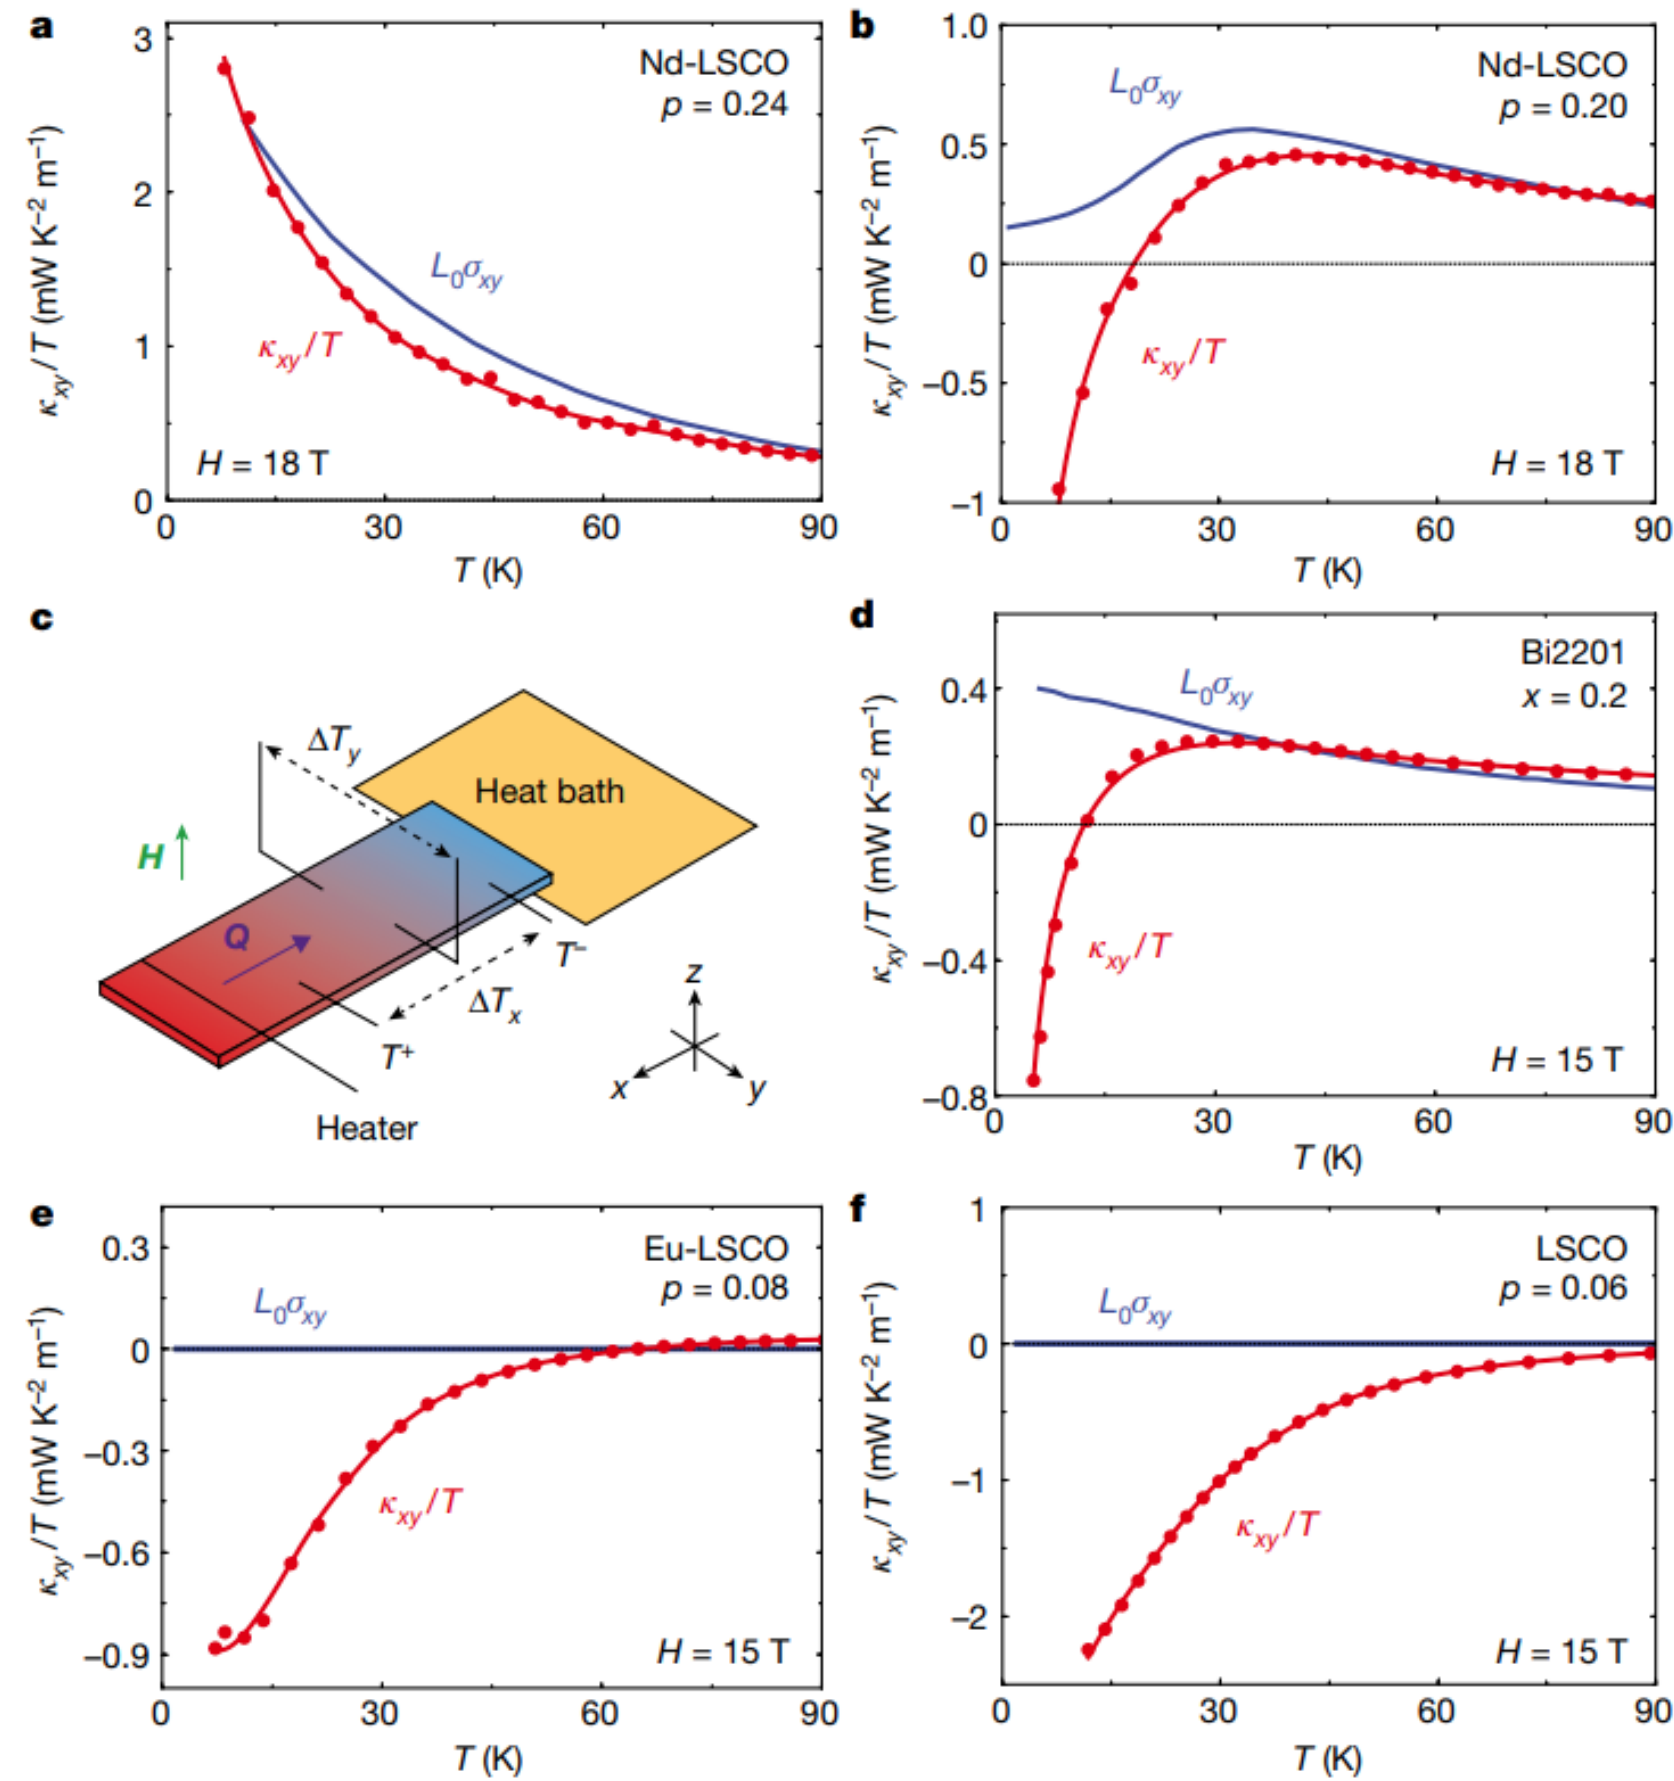 a
3
2
1
0
0
30
60
90
κxy/T (mW K−2 m−1)
T (K)
Nd-LSCO
p = 0.24
L0σxy
κxy/T
H = 18 T
b
1.0
0.5
0
−0.5
−1
0
30
60
90
κxy/T (mW K−2 m−1)
T (K)
Nd-LSCO
p = 0.20
L0σxy
κxy/T
H = 18 T
c
ΔTy
Heat bath
H
Q
T−
ΔTx
T+
Heater
z
x
y
d
0.4
0
−0.4
−0.8
0
30
60
90
κxy/T (mW K−2 m−1)
T (K)
Bi2201
x = 0.2
L0σxy
κxy/T
H = 15 T
e
0.3
0
−0.3
−0.6
−0.9
0
30
60
90
κxy/T (mW K−2 m−1)
T (K)
Eu-LSCO
p = 0.08
L0σxy
κxy/T
H = 15 T
f
1
0
−1
−2
0
30
60
90
κxy/T (mW K−2 m−1)
T (K)
LSCO
p = 0.06
L0σxy
κxy/T
H = 15 T